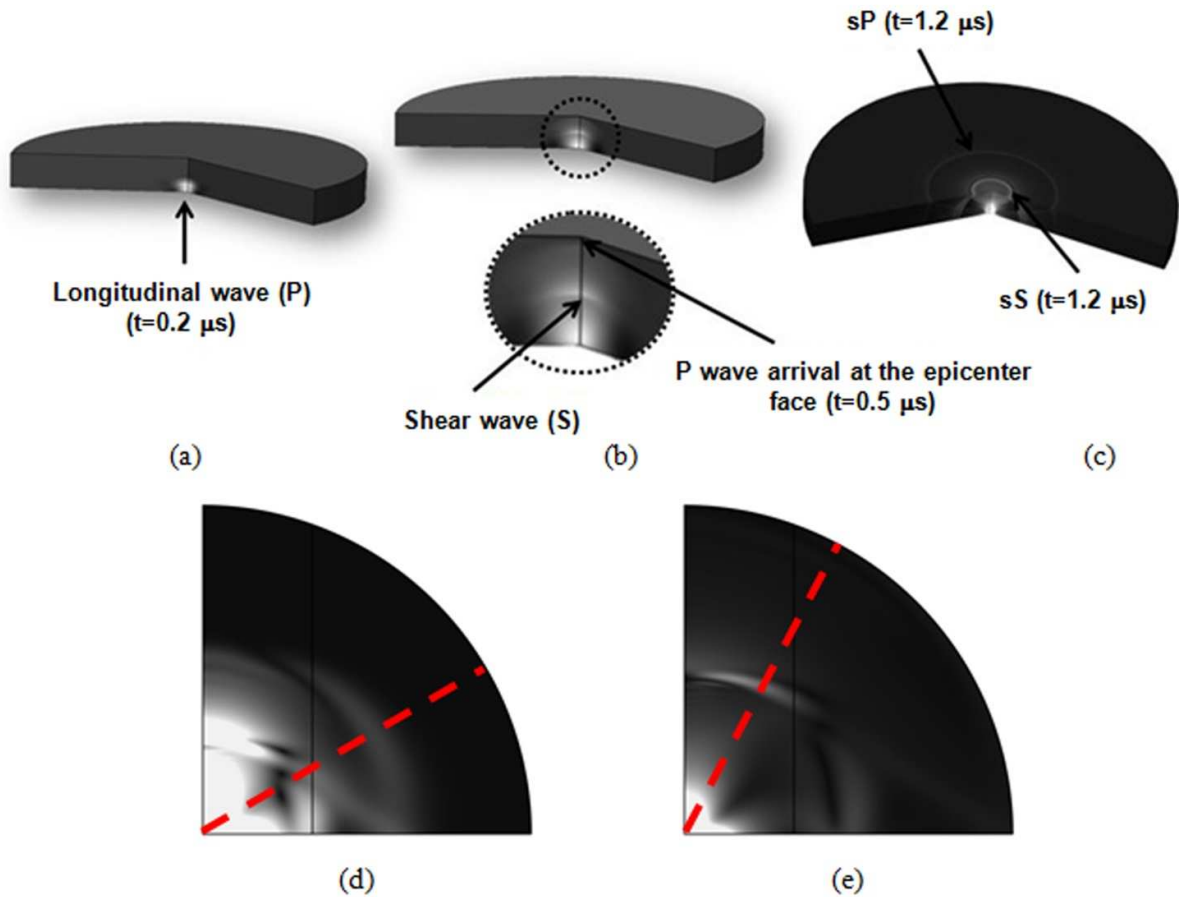 sP (t=1.2 μs)
Longitudinal wave (P)
(t=0.2 μs)
sS (t=1.2 μs)
P wave arrival at the epicenter
face (t=0.5 μs)
Shear wave (S)
(a)
(b)
(c)
(d)
(e)